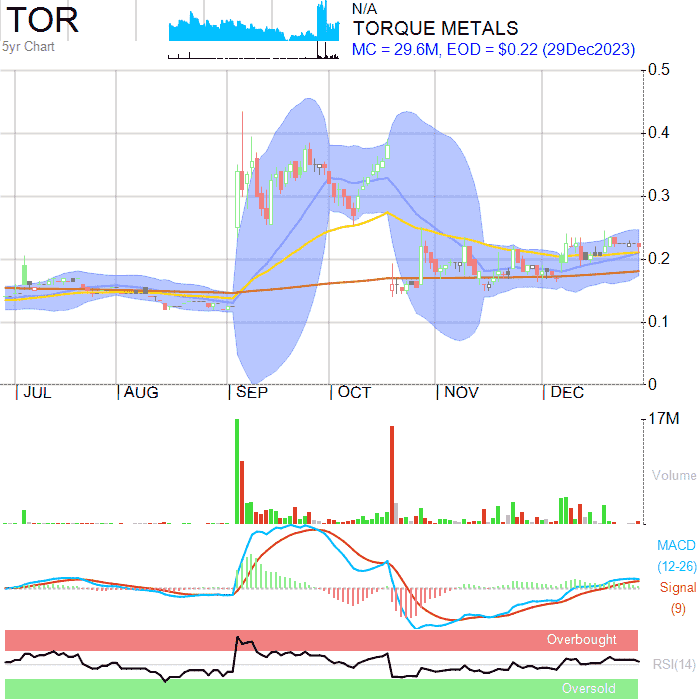 TOR
5yr Chart
N/A
TORQUE METALS
MC = 29.6M, EOD = $0.22 (29Dec2023)
0.5
0.4
0.3
0.2
0.1
0
JUL AUG SEP OCT NOV DEC
17M
Volume
MACD
(12-26)
Signal
(9)
Overbought
RSI(14)
Oversold